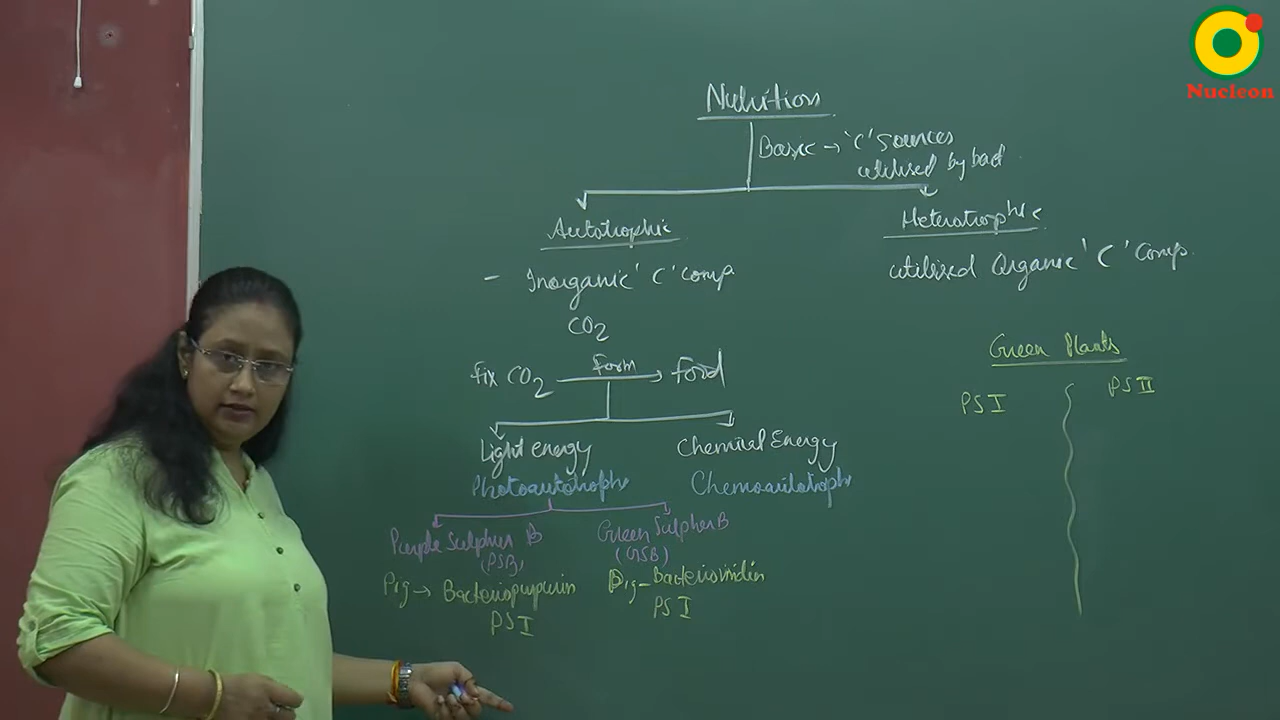 Nucleon
Nutrition
Basic → 'C' Sources
utilised by bact
Autotrophic
Heterotrophic
- Inorganic 'C' Comp
utilized Organic 'C' Comp.
CO2
Fix CO2 Form Food
Green Plants
PS I
PS II
Light energy
Chemical Energy
Photoautotroph
Chemoautotroph
Purple Sulpher B
(PSB)
Green Sulpher B
(GSB)
Pig → Bacteriopurpurin
PS I
Pig - Bacterioviridin
PS I